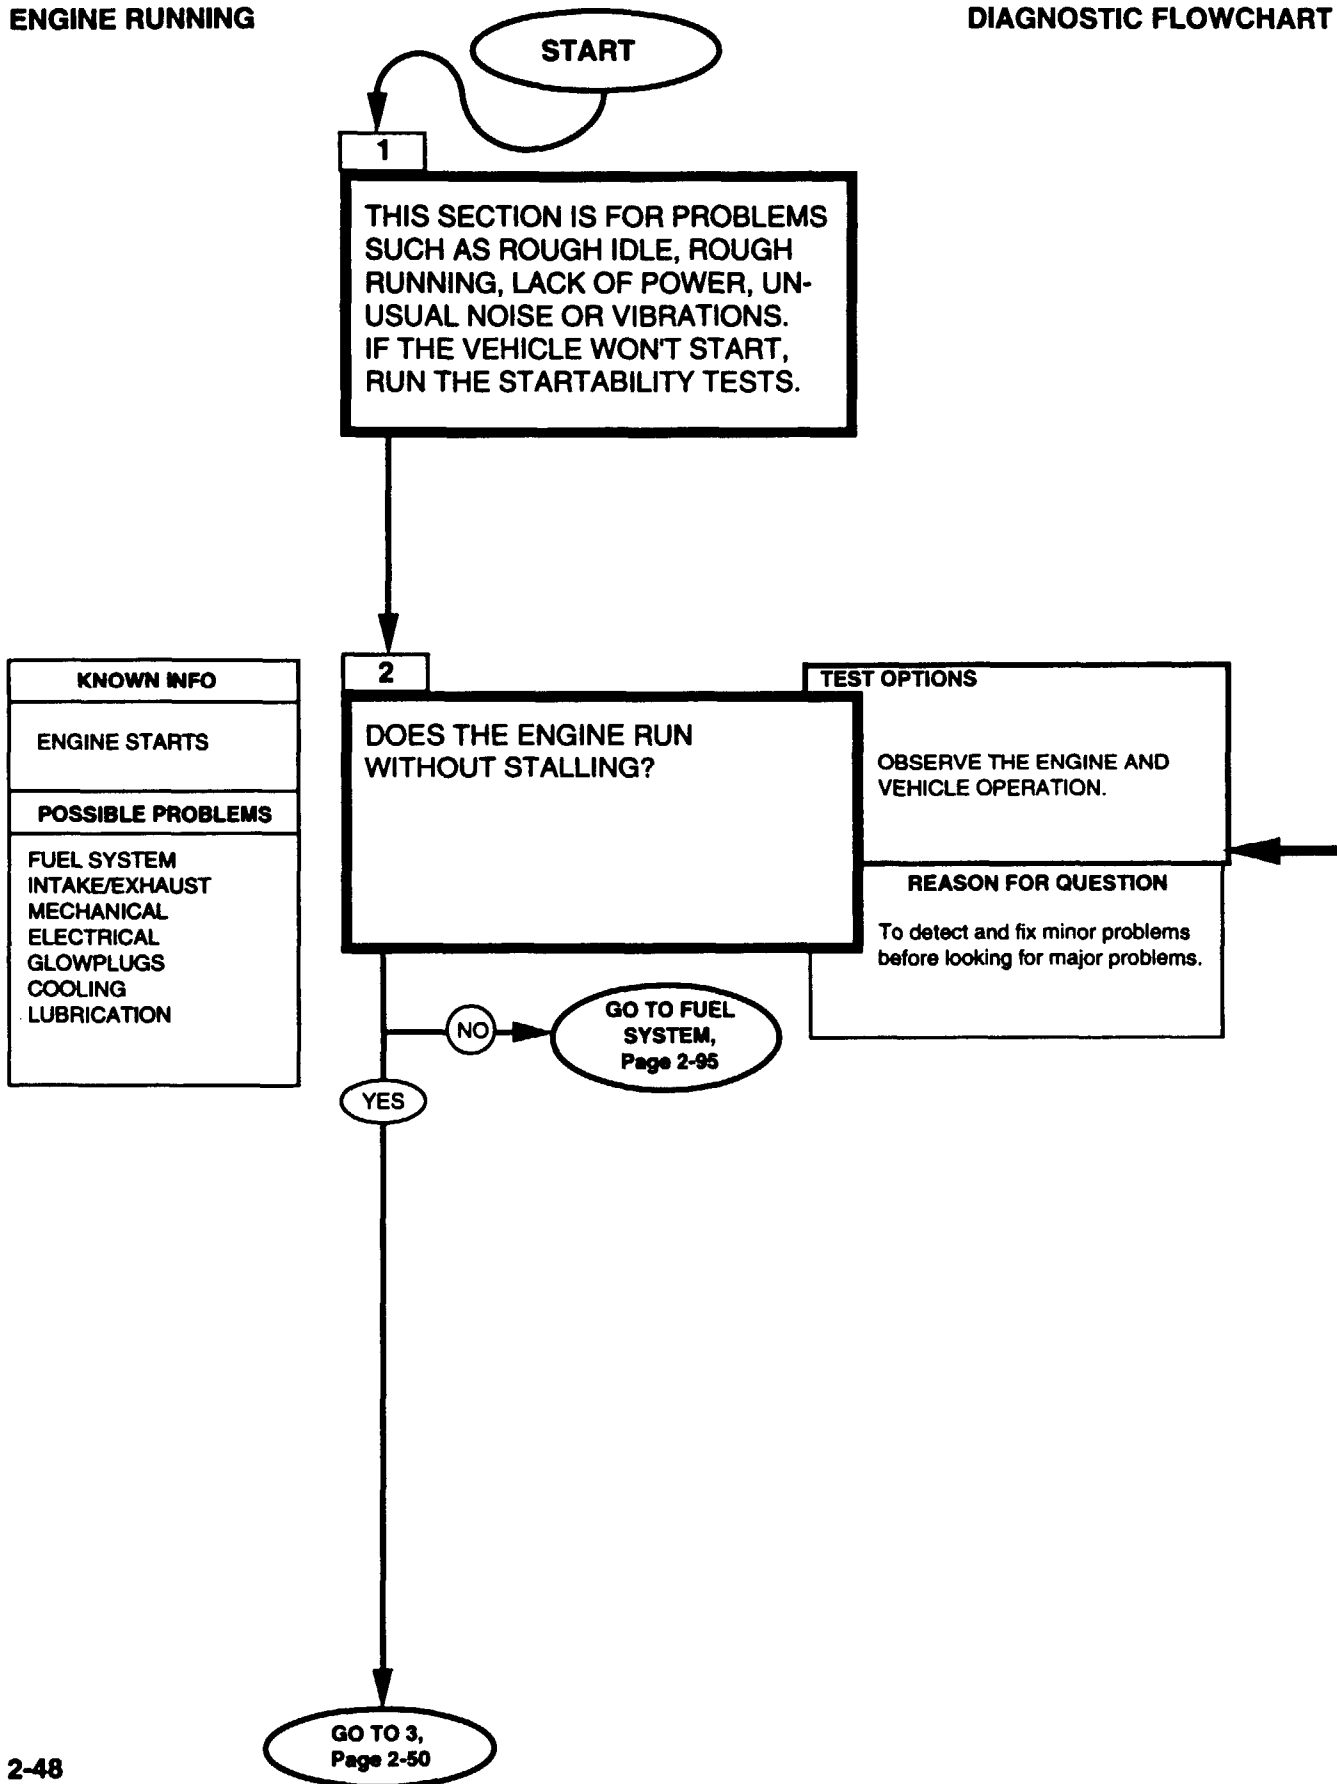 ENGINE RUNNING
DIAGNOSTIC FLOWCHART
START
1
THIS SECTION IS FOR PROBLEMS
SUCH AS ROUGH IDLE, ROUGH
RUNNING, LACK OF POWER, UN-
USUAL NOISE OR VIBRATIONS.
IF THE VEHICLE WON'T START,
RUN THE STARTABILITY TESTS.
KNOWN INFO
ENGINE STARTS
POSSIBLE PROBLEMS
FUEL SYSTEM
INTAKE/EXHAUST
MECHANICAL
ELECTRICAL
GLOWPLUGS
COOLING
LUBRICATION
2
DOES THE ENGINE RUN
WITHOUT STALLING?
TEST OPTIONS
OBSERVE THE ENGINE AND
VEHICLE OPERATION.
REASON FOR QUESTION
To detect and fix minor problems
before looking for major problems.
NO
GO TO FUEL
SYSTEM,
Page 2-95
YES
GO TO 3,
Page 2-50
2-48